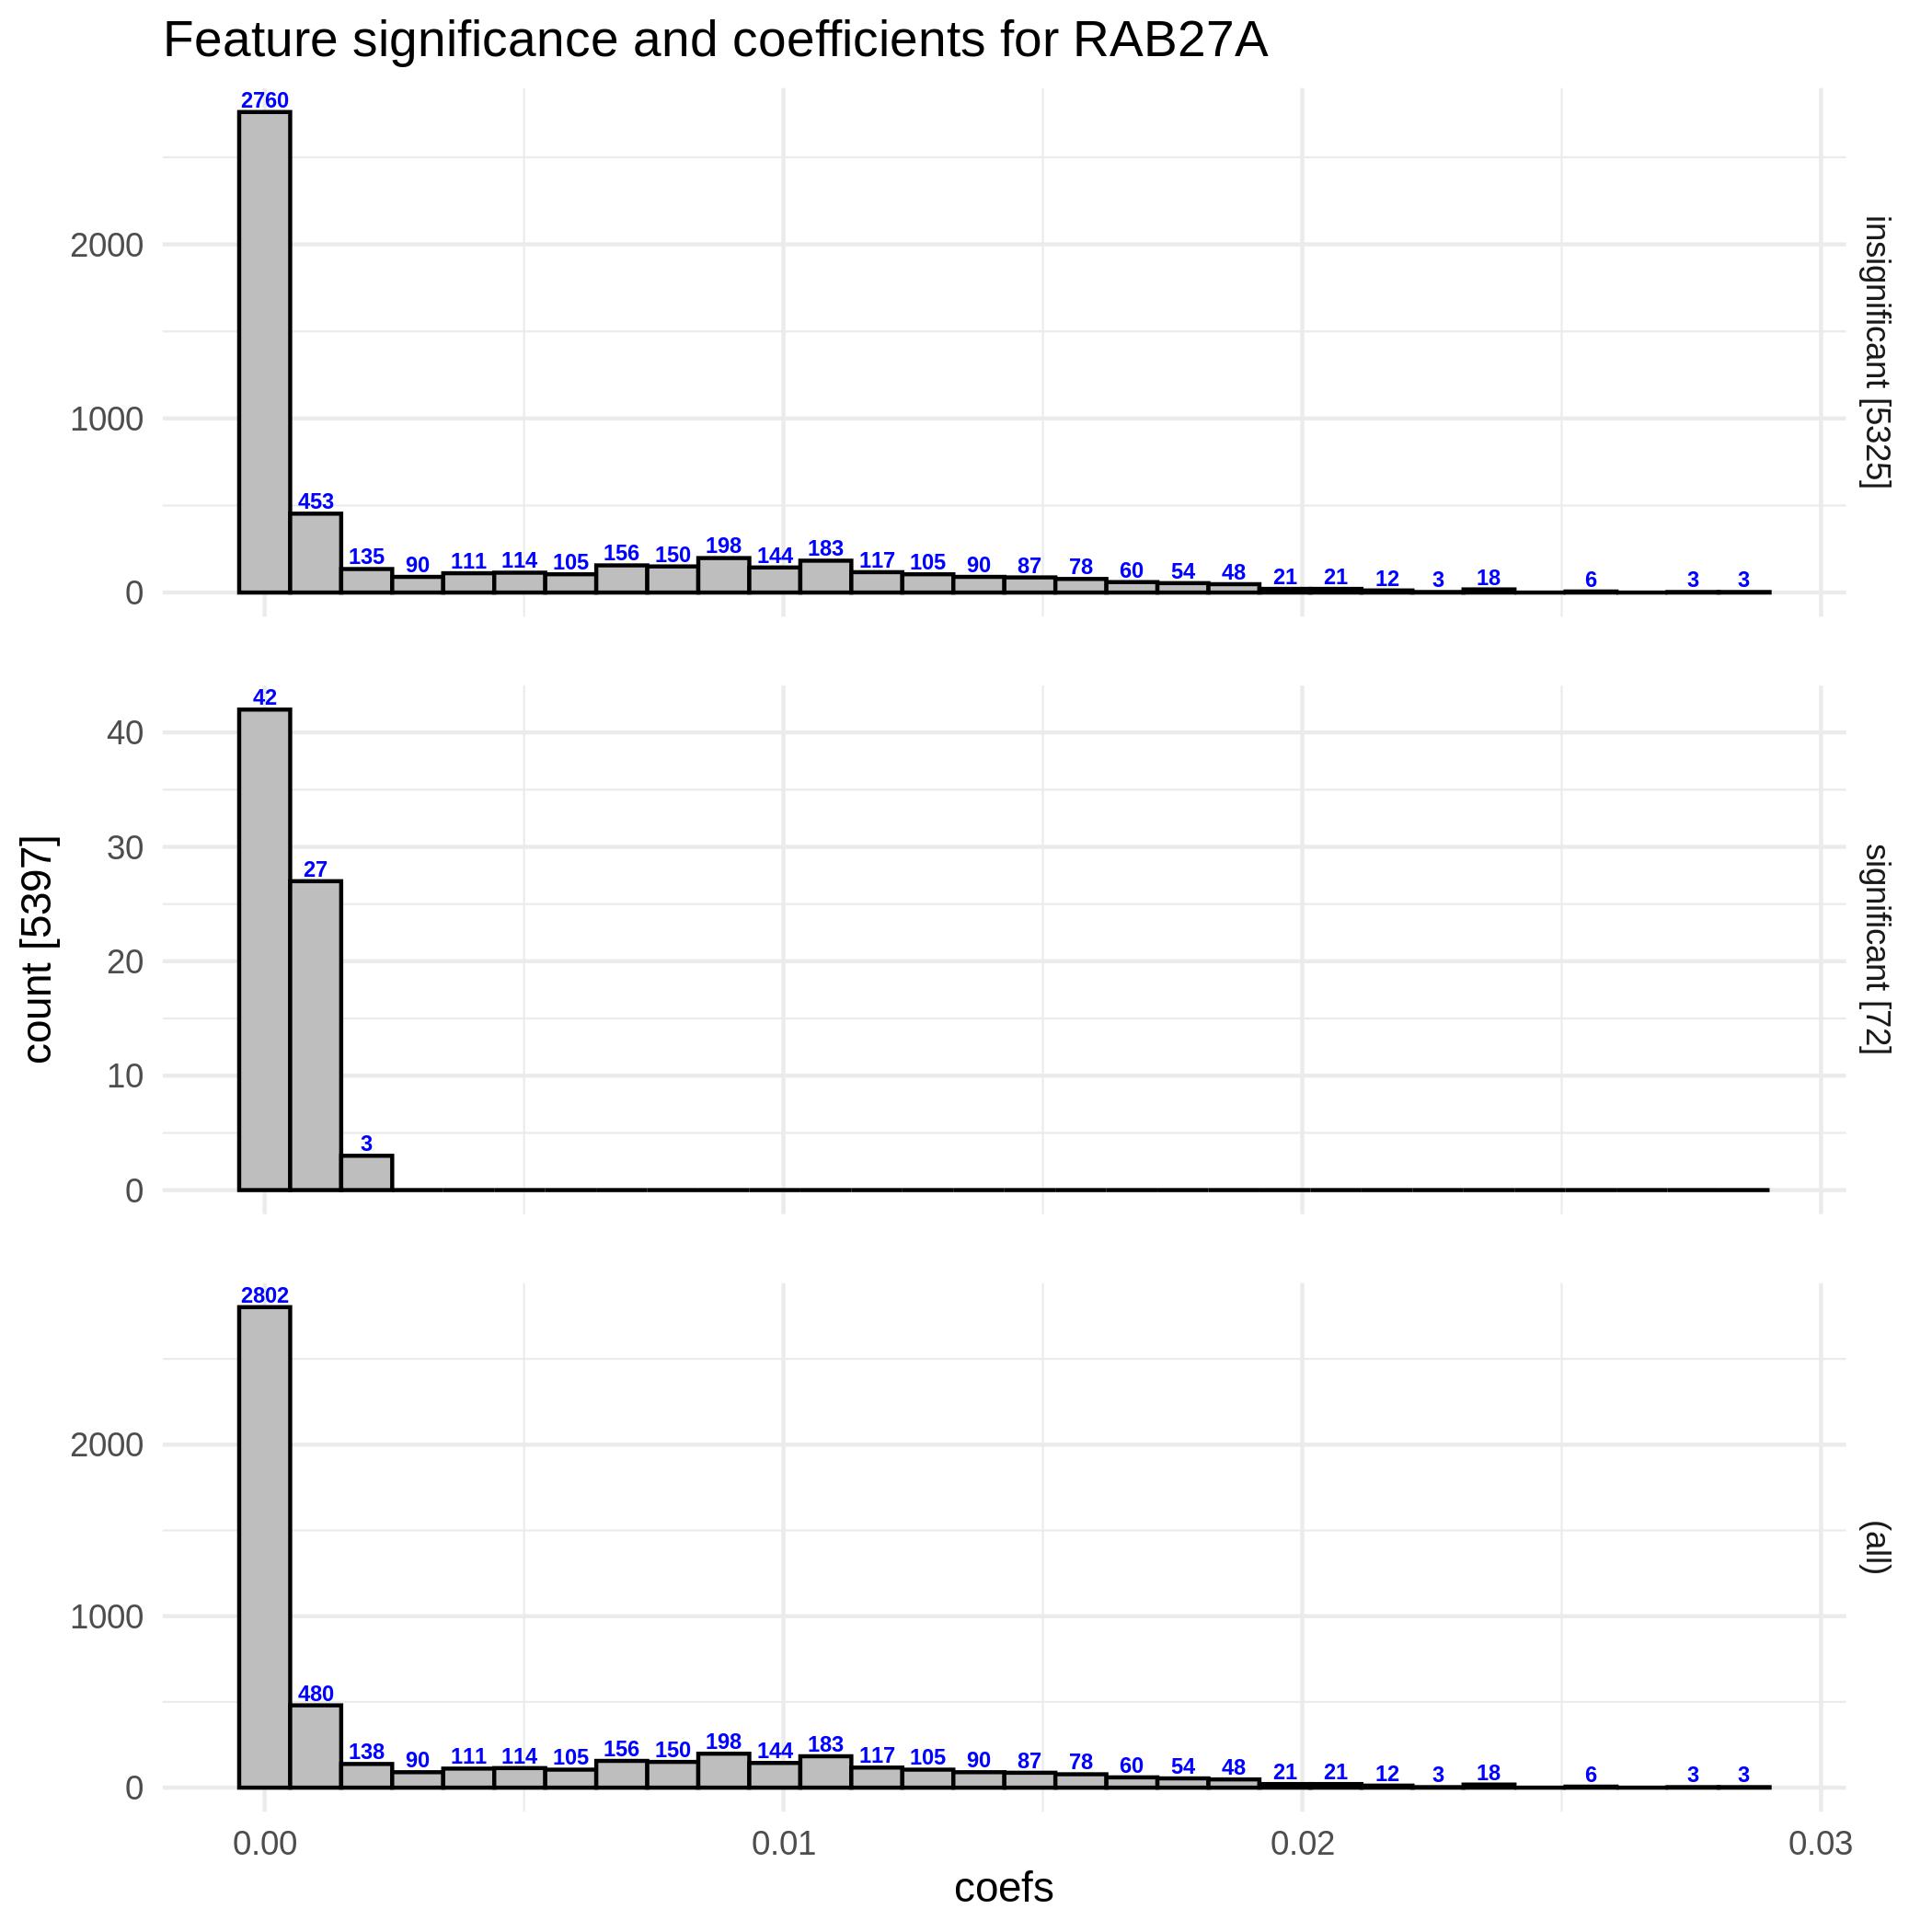 Feature significance and coefficients for RAB27A
count [5397]
2760
453
135 90 111 114 105 156 150 198 144 183 117 105 90 87 78 60 54 48 21 21 12 3 18 6 3 3
2000
1000
0
insignificant [5325]
42
27
3
40
30
20
10
0
significant [72]
2802
480
138 90 111 114 105 156 150 198 144 183 117 105 90 87 78 60 54 48 21 21 12 3 18 6 3 3
2000
1000
0
(all)
0.00 0.01 0.02 0.03
coefs